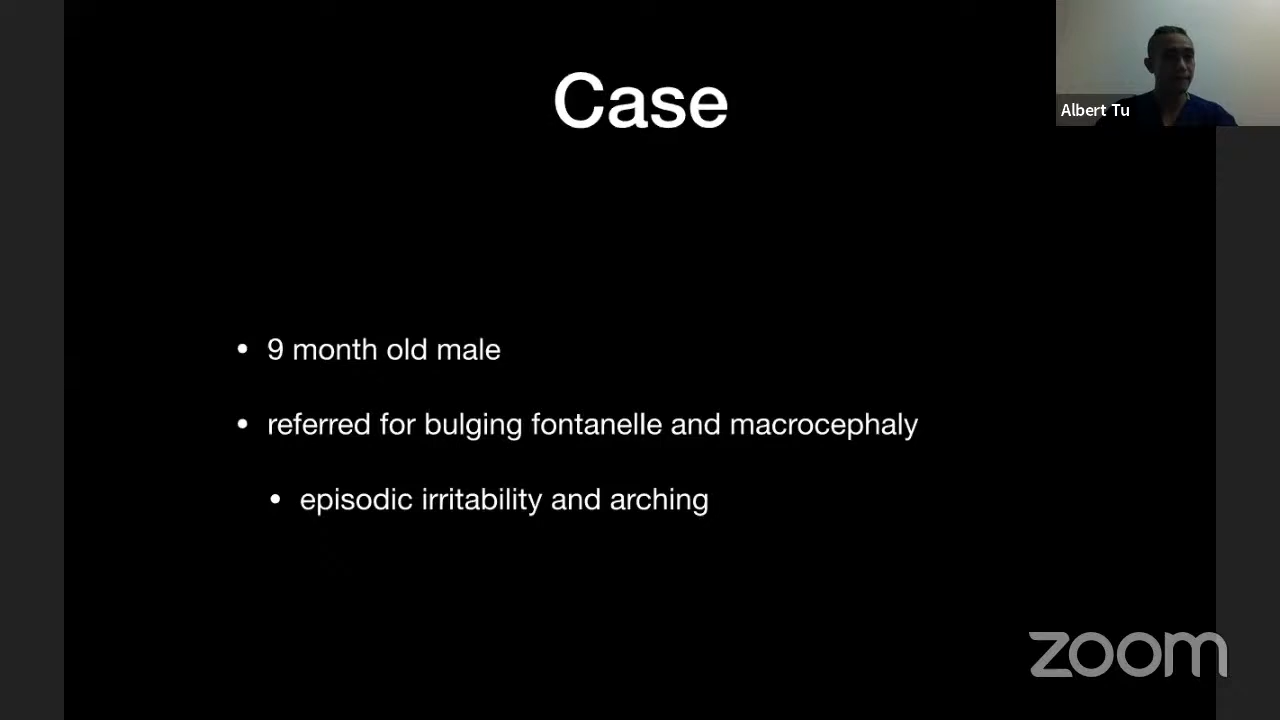 Case
Albert Tu
• 9 month old male
• referred for bulging fontanelle and macrocephaly
• episodic irritability and arching
zoom